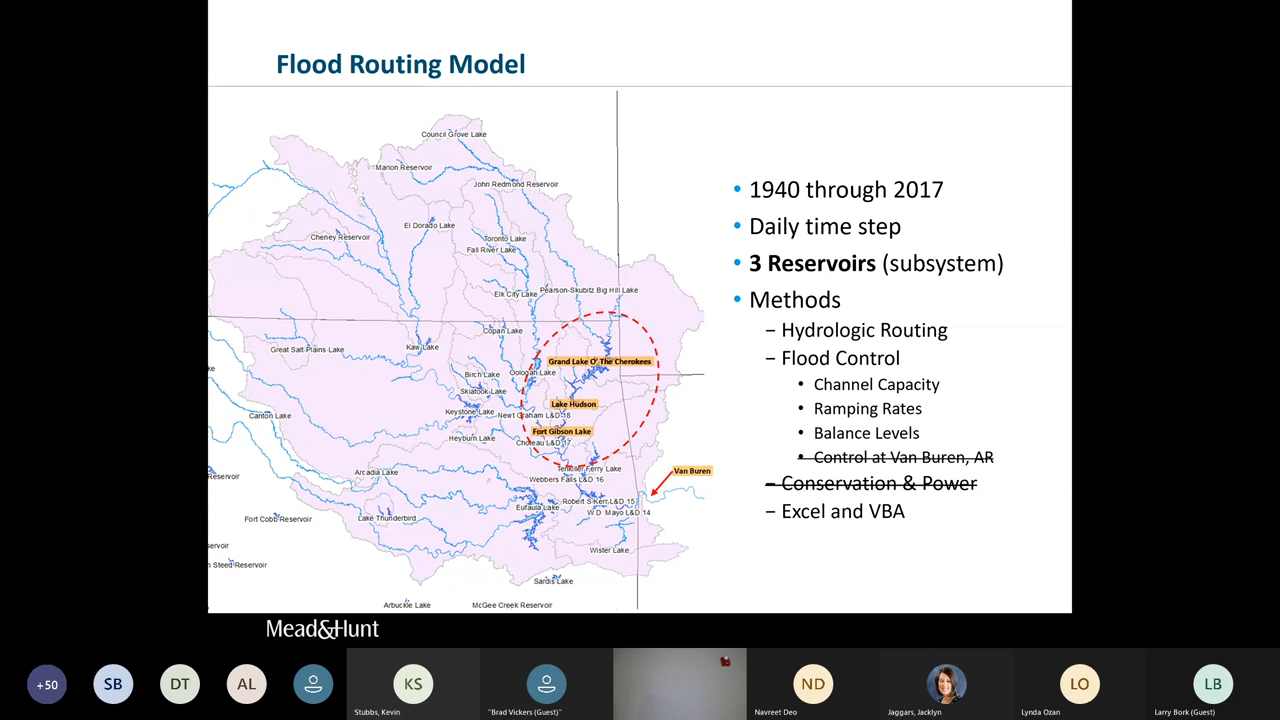 Flood Routing Model
Council Grove Lake
Marion Reservoir
John Redmond Reservoir
El Dorado Lake
Cheney Reservoir
Toronto Lake
Fall River Lake
Elk City Lake
Pearson-Skubitz Big Hill Lake
Copan Lake
Great Salt Plains Lake
Kaw Lake
Grand Lake O' The Cherokees
Birch Lake
Oologah Lake
Skiatook Lake
Lake Hudson
Keystone Lake
Newt Graham L&D 18
Canton Lake
Fort Gibson Lake
Heyburn Lake
Choteau L&D 17
Tenkiller Ferry Lake
Van Buren
Arcadia Lake
Webbers Falls L&D 16
Reservoir
Robert S Kerr L&D 15
Eufaula Lake
W.D. Mayo L&D 14
Fort Cobb Reservoir
Lake Thunderbird
servoir
Wister Lake
n Steed Reservoir
Sardis Lake
Arbuckle Lake
McGee Creek Reservoir
• 1940 through 2017
• Daily time step
• 3 Reservoirs (subsystem)
• Methods
– Hydrologic Routing
– Flood Control
• Channel Capacity
• Ramping Rates
• Balance Levels
• Control at Van Buren, AR
– Conservation & Power
– Excel and VBA
Mead&Hunt
+50
SB
DT
AL
KS
Stubbs, Kevin
"Brad Vickers (Guest)"
ND
Navreet Deo
Jaggars, Jacklyn
LO
Lynda Ozan
LB
Larry Bork (Guest)